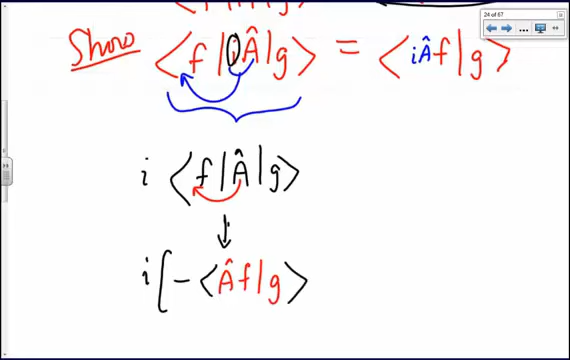 24 of 67
Show <f|iÂ|g> = <iÂf|g>
i <f|Â|g>
i[-<Âf|g>